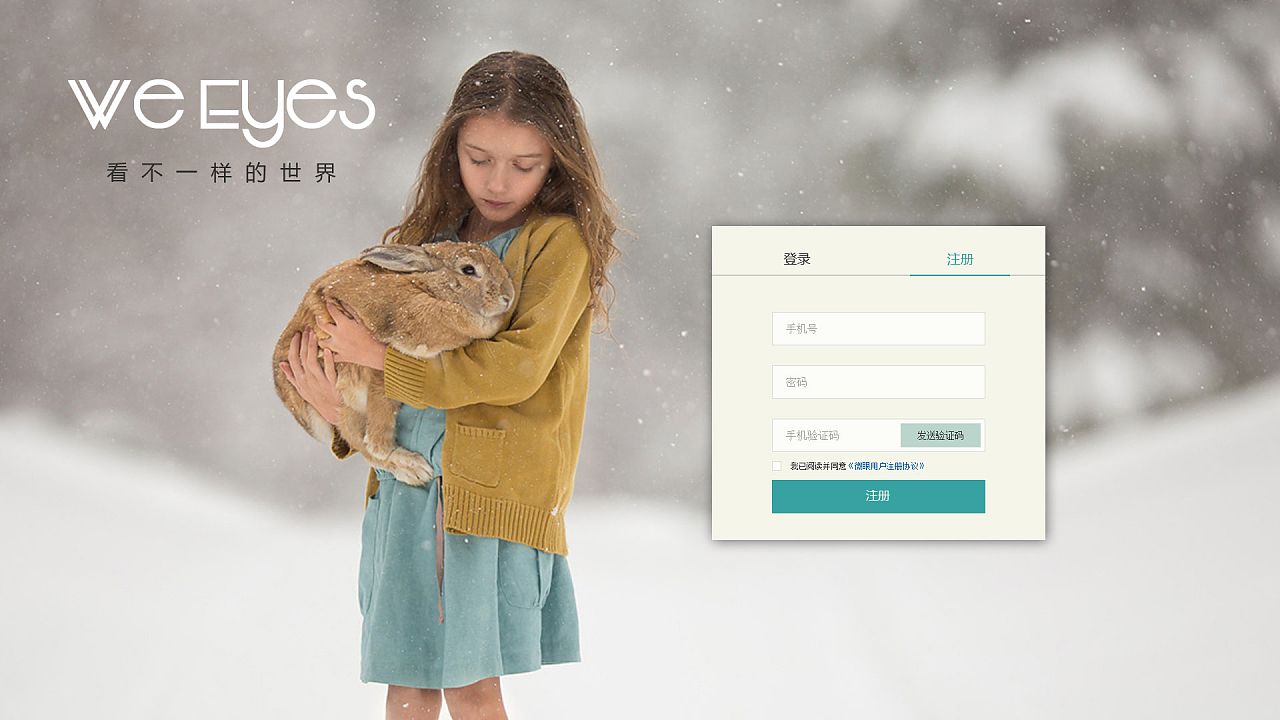 We Eyes
看不一样的世界
登录 注册
手机号
密码
手机验证码 发送验证码
我已阅读并同意《微眼用户注册协议》
注册